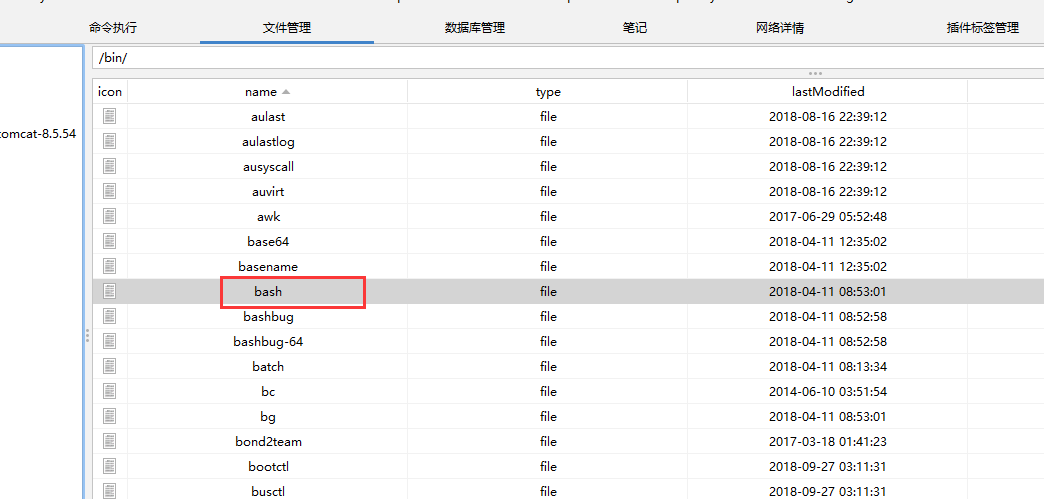 命令执行 文件管理 数据库管理 笔记 网络详情 插件标签管理
/bin/
icon name type lastModified
aulast file 2018-08-16 22:39:12
tomcat-8.5.54
aulastlog file 2018-08-16 22:39:12
ausyscall file 2018-08-16 22:39:12
auvirt file 2018-08-16 22:39:12
awk file 2017-06-29 05:52:48
base64 file 2018-04-11 12:35:02
basename file 2018-04-11 12:35:02
bash file 2018-04-11 08:53:01
bashbug file 2018-04-11 08:52:58
bashbug-64 file 2018-04-11 08:52:58
batch file 2018-04-11 08:13:34
bc file 2014-06-10 03:51:54
bg file 2018-04-11 08:53:01
bond2team file 2017-03-18 01:41:23
bootctl file 2018-09-27 03:11:31
busctl file 2018-09-27 03:11:31